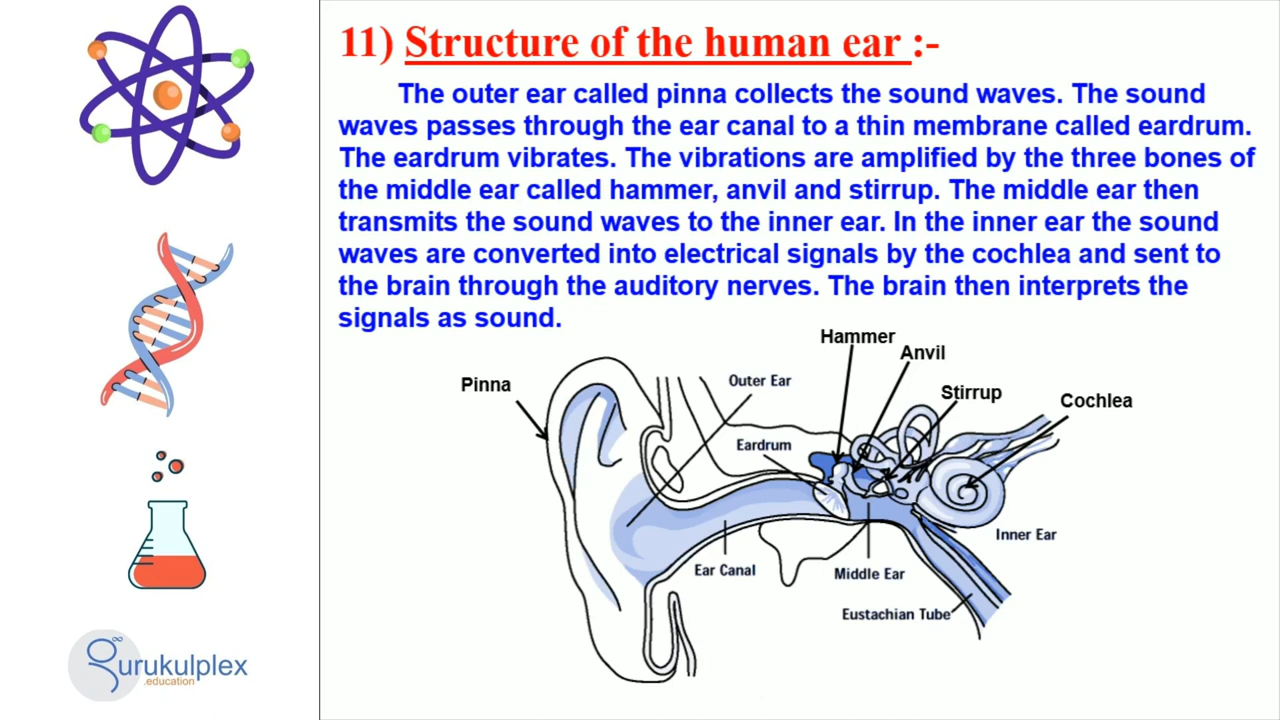 11) Structure of the human ear :-
The outer ear called pinna collects the sound waves. The sound
waves passes through the ear canal to a thin membrane called eardrum.
The eardrum vibrates. The vibrations are amplified by the three bones of
the middle ear called hammer, anvil and stirrup. The middle ear then
transmits the sound waves to the inner ear. In the inner ear the sound
waves are converted into electrical signals by the cochlea and sent to
the brain through the auditory nerves. The brain then interprets the
signals as sound.
Hammer
Anvil
Pinna
Outer Ear
Stirrup
Cochlea
Eardrum
Inner Ear
Ear Canal
Middle Ear
Eustachian Tube
gurukulplex
.education